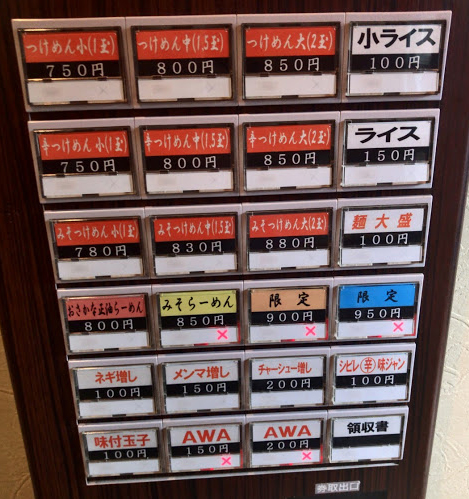 つけめん小(1玉) つけめん中(1.5玉) つけめん大(2玉) 小ライス
750円 800円 850円 100円
辛つけめん小(1玉) 辛つけめん中(1.5玉) 辛つけめん大(2玉) ライス
750円 800円 850円 150円
みそつけめん小(1玉) みそつけめん中(1.5玉) みそつけめん大(2玉) 麺大盛
780円 830円 880円 100円
おさかな正油らーめん みそらーめん 限定 限定
800円 850円 900円 950円
ネギ増し メンマ増し チャーシュー増し シビレ辛味ジャン
100円 150円 200円 100円
味付玉子 AWA AWA 領収書
100円 150円 200円
券取出口